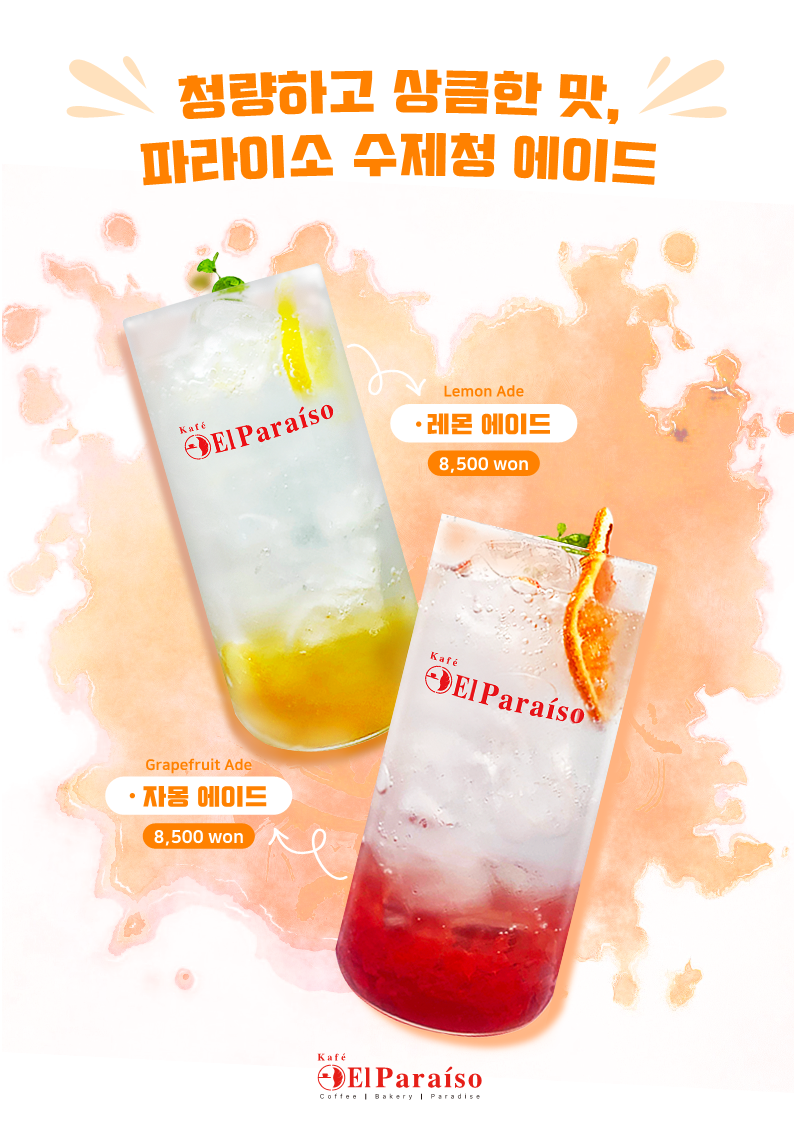 청량하고 상큼한 맛,
파라이소 수제청 에이드
Kafé
El Paraíso
Lemon Ade
• 레몬 에이드
8,500 won
Kafé
El Paraíso
Grapefruit Ade
• 자몽 에이드
8,500 won
Kafé
El Paraíso
Coffee | Bakery | Paradise